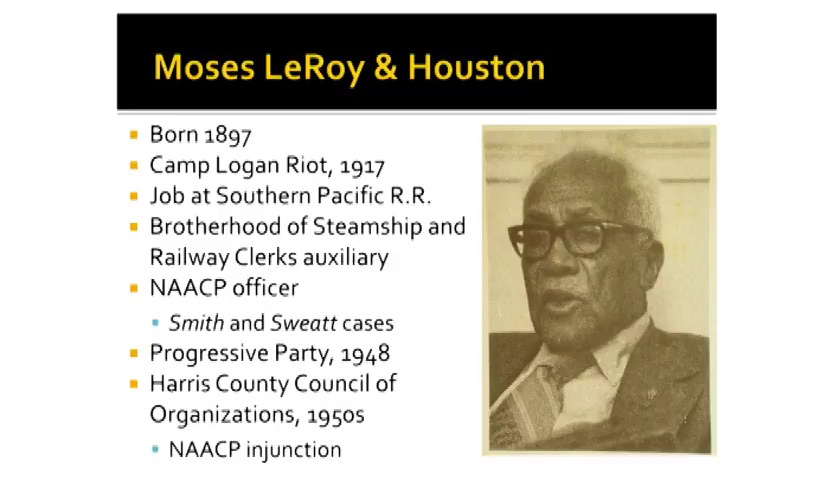 Moses LeRoy & Houston
Born 1897
Camp Logan Riot, 1917
Job at Southern Pacific R.R.
Brotherhood of Steamship and
Railway Clerks auxiliary
NAACP officer
Smith and Sweatt cases
Progressive Party, 1948
Harris County Council of
Organizations, 1950s
NAACP injunction